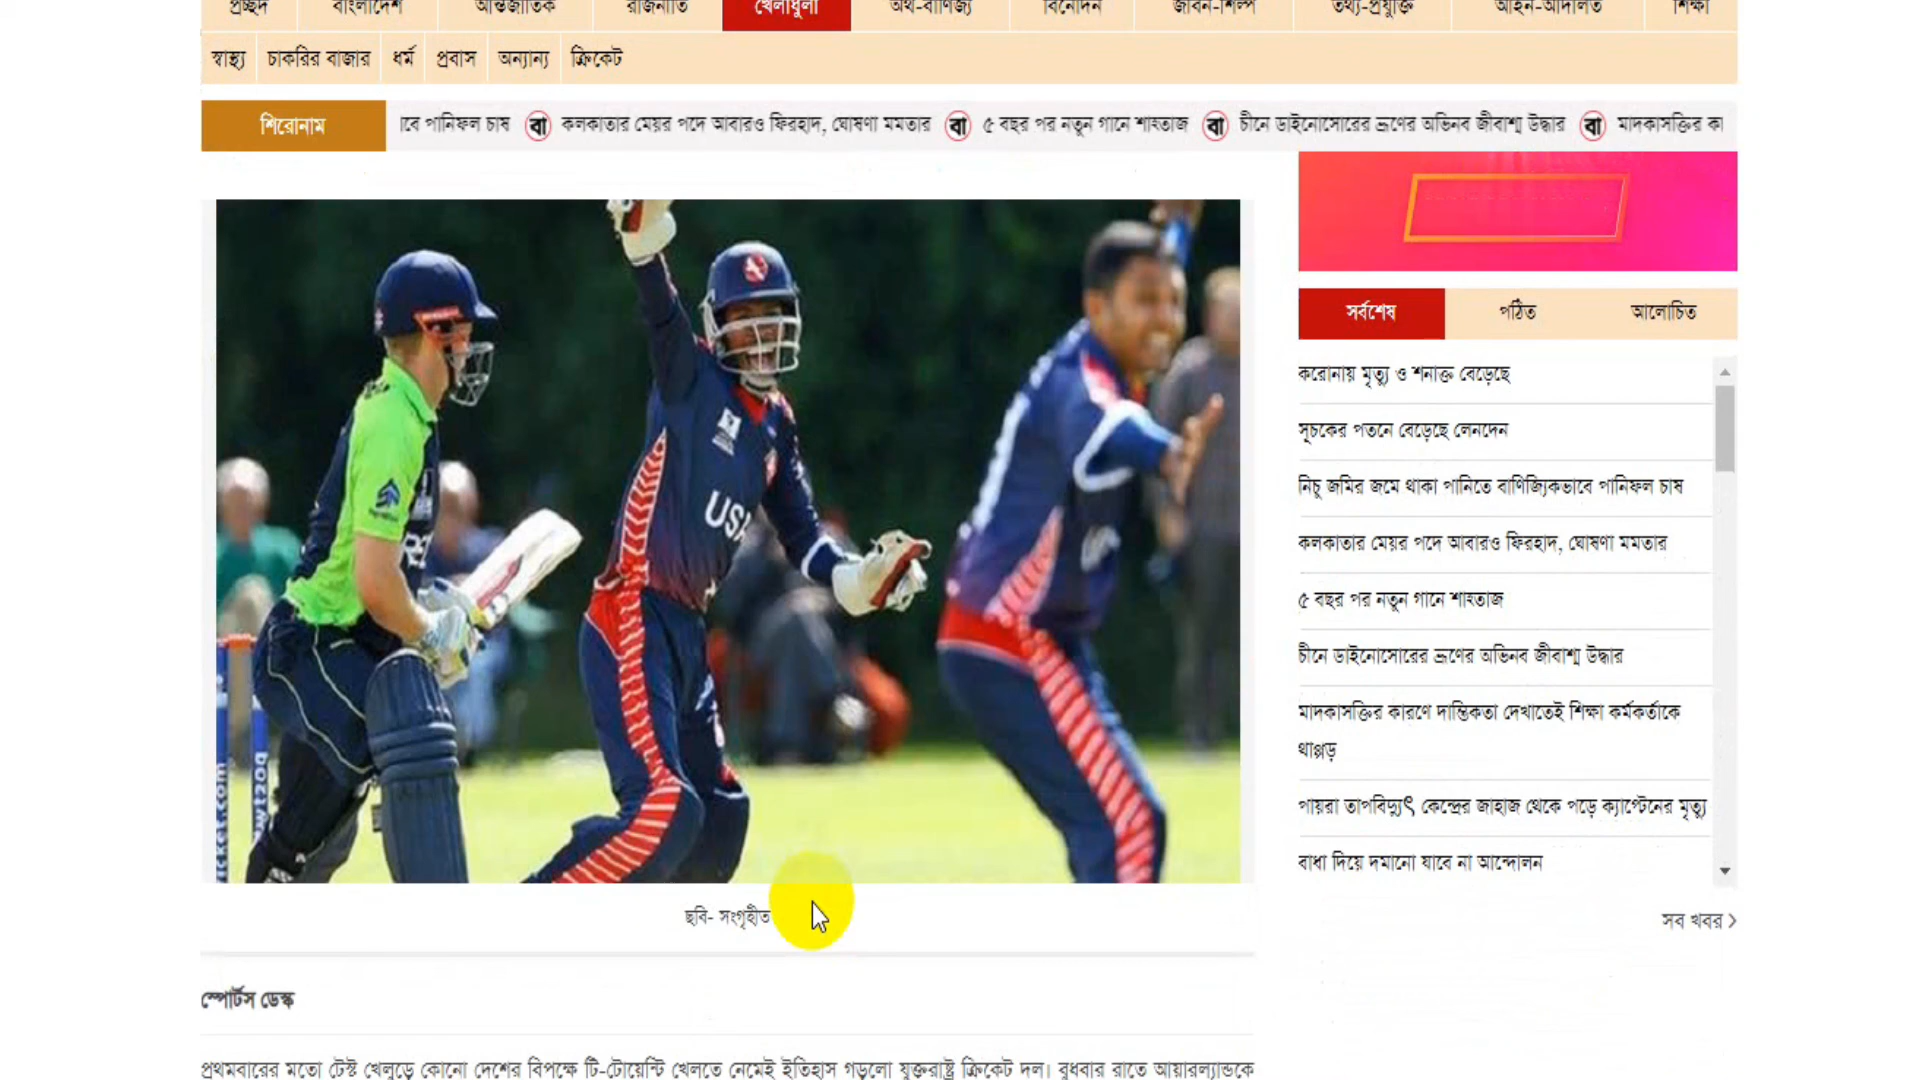 প্রচ্ছদ বাংলাদেশ আন্তর্জাতিক রাজনীতি খেলাধুলা অর্থ-বাণিজ্য বিনোদন জীবন-শিল্প তথ্য-প্রযুক্তি আইন-আদালত শিক্ষা
স্বাস্থ্য চাকরির বাজার ধর্ম প্রবাস অন্যান্য ক্রিকেট
শিরোনাম াবে পানিফল চাষ বা কলকাতার মেয়র পদে আবারও ফিরহাদ, ঘোষণা মমতার বা ৫ বছর পর নতুন গানে শাহতাজ বা চীনে ডাইনোসোরের ভ্রূণের অভিনব জীবাশ্ম উদ্ধার বা মাদকাসক্তির কা
সর্বশেষ পঠিত আলোচিত
করোনায় মৃত্যু ও শনাক্ত বেড়েছে
সূচকের পতনে বেড়েছে লেনদেন
নিচু জমির জমে থাকা পানিতে বাণিজ্যিকভাবে পানিফল চাষ
কলকাতার মেয়র পদে আবারও ফিরহাদ, ঘোষণা মমতার
৫ বছর পর নতুন গানে শাহতাজ
চীনে ডাইনোসোরের ভ্রূণের অভিনব জীবাশ্ম উদ্ধার
মাদকাসক্তির কারণে দাম্ভিকতা দেখাতেই শিক্ষা কর্মকর্তাকে
থাপ্পড়
পায়রা তাপবিদ্যুৎ কেন্দ্রের জাহাজ থেকে পড়ে ক্যাপ্টেনের মৃত্যু
বাধা দিয়ে দমানো যাবে না আন্দোলন
সব খবর
USA
icket.com
wt20q
ছবি- সংগৃহীত
স্পোর্টস ডেস্ক
প্রথমবারের মতো টেস্ট খেলুড়ে কোনো দেশের বিপক্ষে টি-টোয়েন্টি খেলতে নেমেই ইতিহাস গড়লো যুক্তরাষ্ট্র ক্রিকেট দল। বুধবার রাতে আয়ারল্যান্ডকে